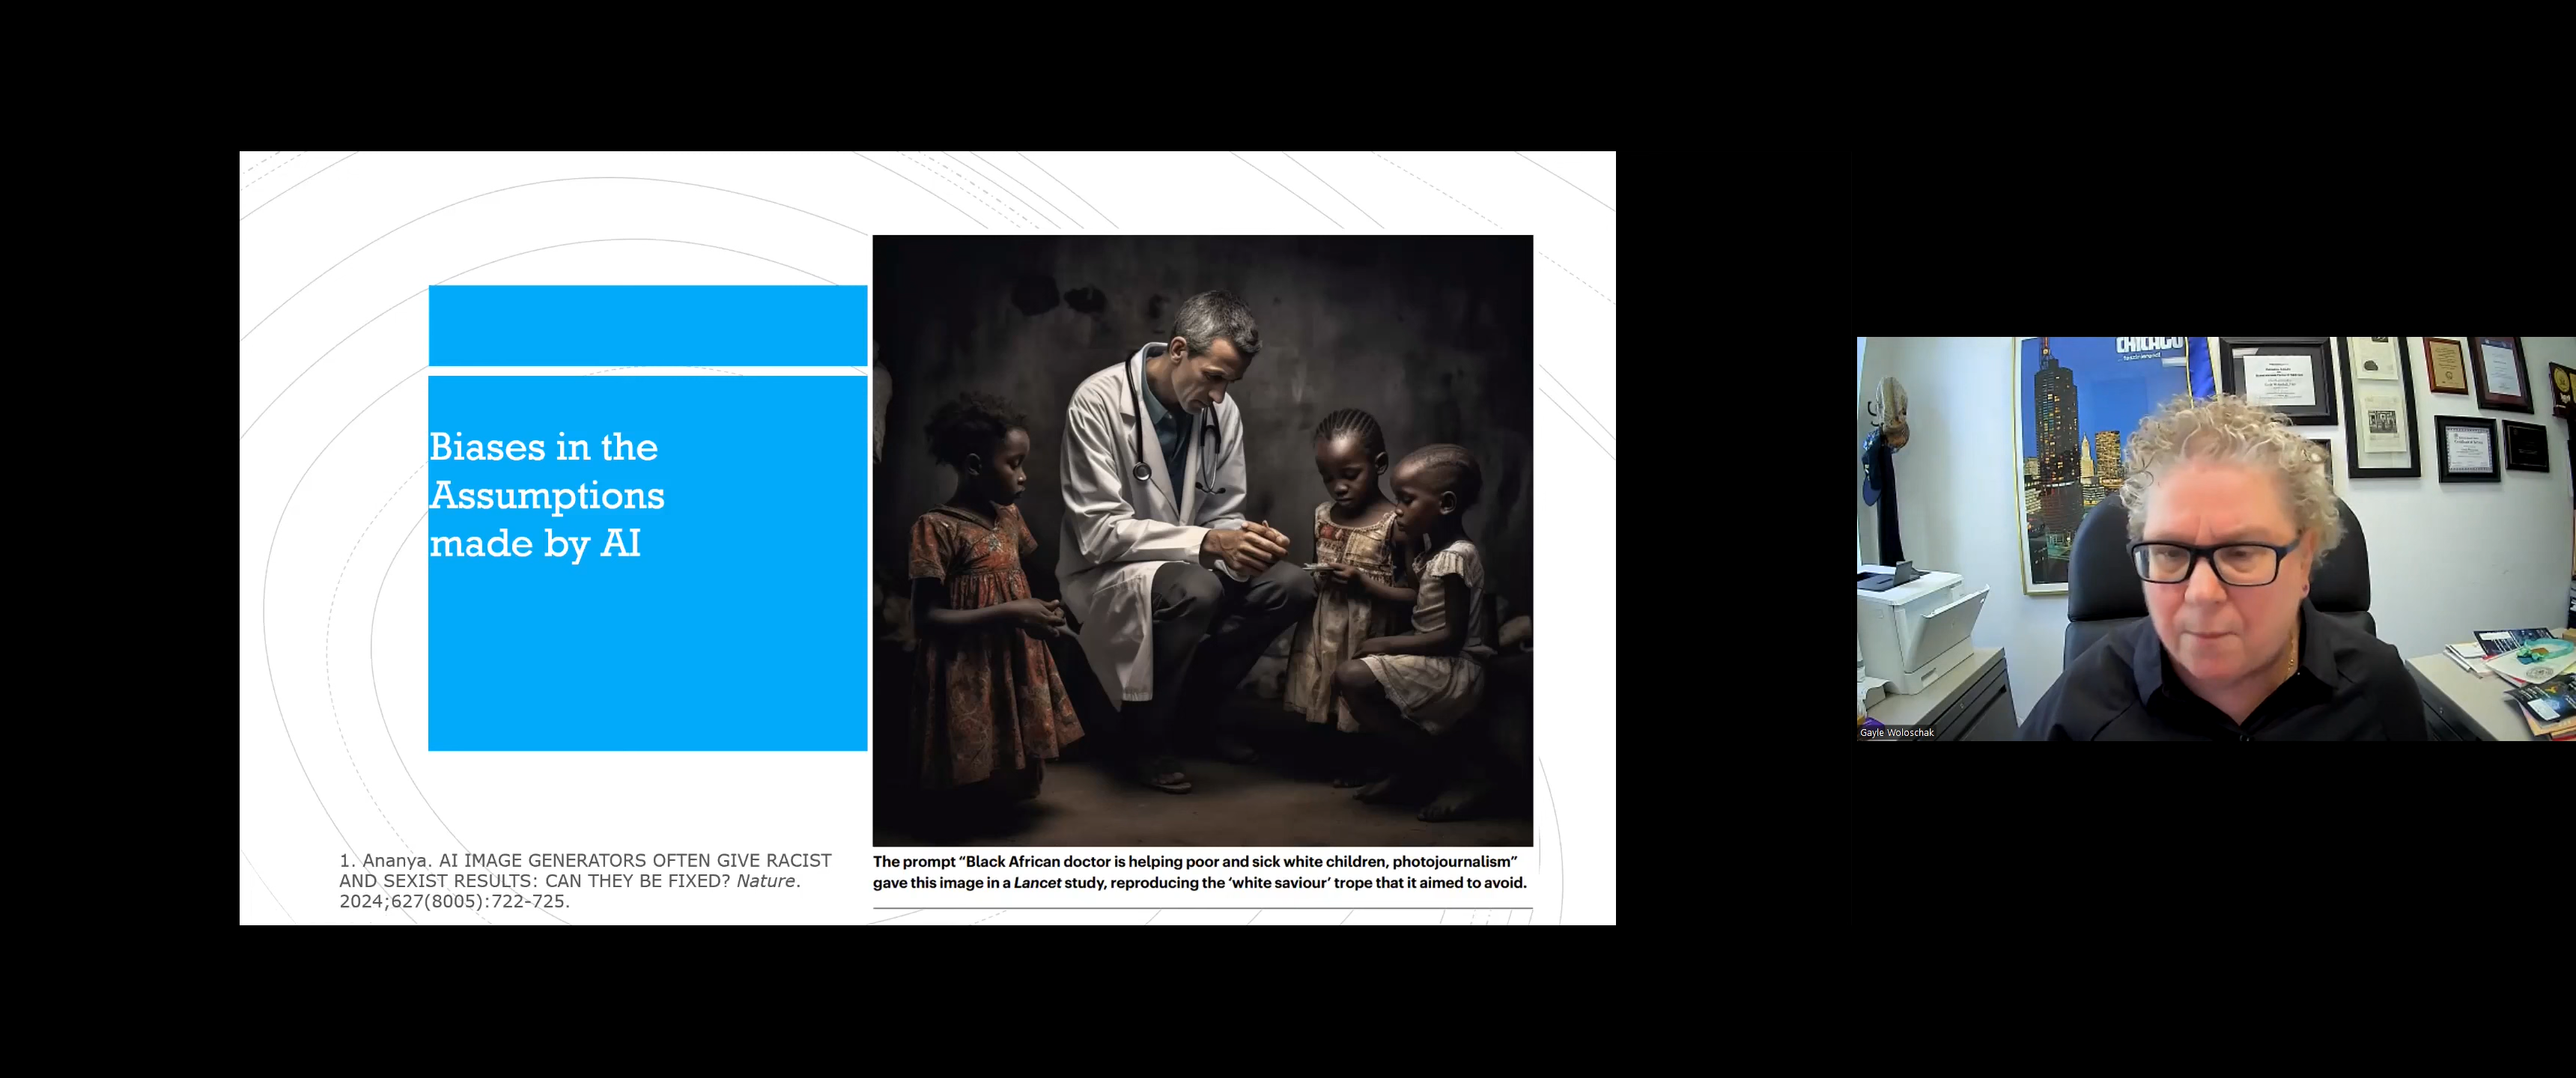 Biases in the
Assumptions
made by AI
1. Ananya. AI IMAGE GENERATORS OFTEN GIVE RACIST
AND SEXIST RESULTS: CAN THEY BE FIXED? Nature.
2024;627(8005):722-725.
The prompt “Black African doctor is helping poor and sick white children, photojournalism”
gave this image in a Lancet study, reproducing the ‘white saviour’ trope that it aimed to avoid.
CHICAGO
Gayle Woloschak